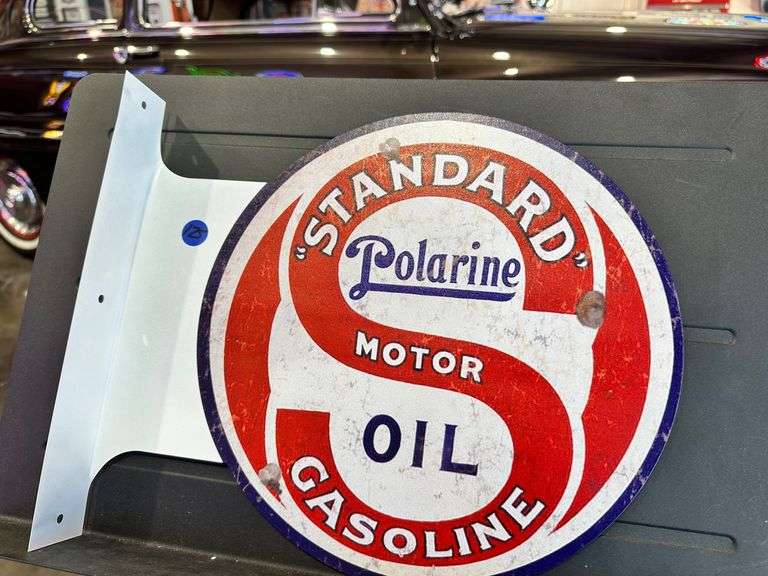 "STANDARD"
Polarine
MOTOR
OIL
GASOLINE